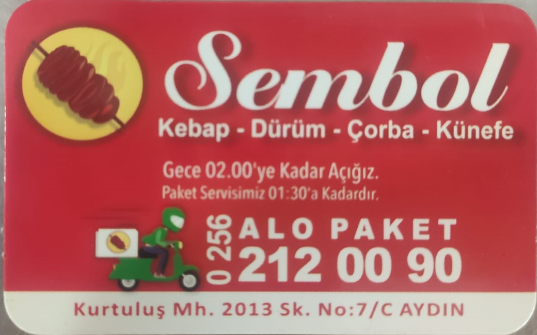 Sembol
Kebap - Dürüm - Çorba - Künefe
Gece 02.00'ye Kadar Açığız.
Paket Servisimiz 01:30'a Kadardır.
0 256
ALO PAKET
212 00 90
Kurtuluş Mh. 2013 Sk. No:7/C AYDIN